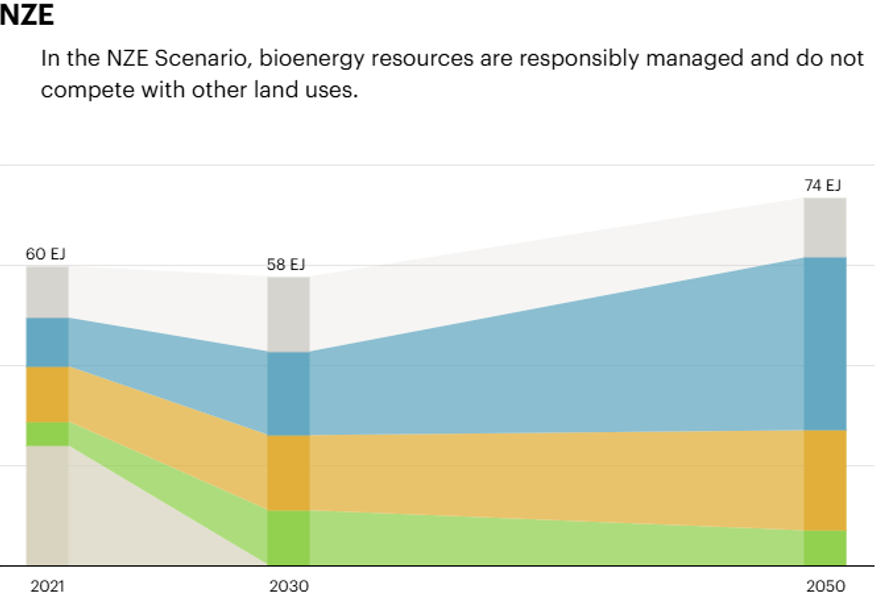 NZE
In the NZE Scenario, bioenergy resources are responsibly managed and do not
compete with other land uses.
74 EJ
60 EJ
58 EJ
2021
2030
2050